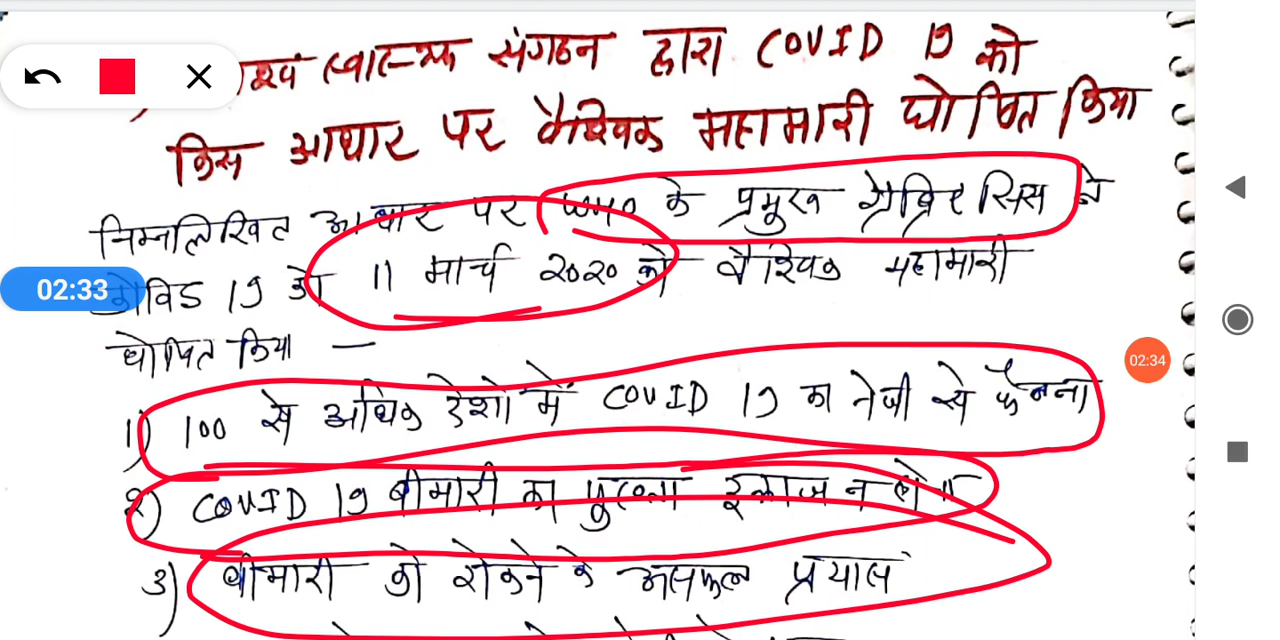 स्वास्थ्य संगठन द्वारा COVID 19 को
किस आधार पर वैश्विक महामारी घोषित किया
निम्नलिखित आधार पर WHO के प्रमुख ने
कोविड 19 को 11 मार्च 2020 को वैश्विक महामारी
02:33
घोषित किया —
02:34
1) 100 से अधिक देशो में COVID 19 का तेजी से फैलना
2) COVID 19 बीमारी का इलाज न
3) बीमारी को रोकने के असफल प्रयास